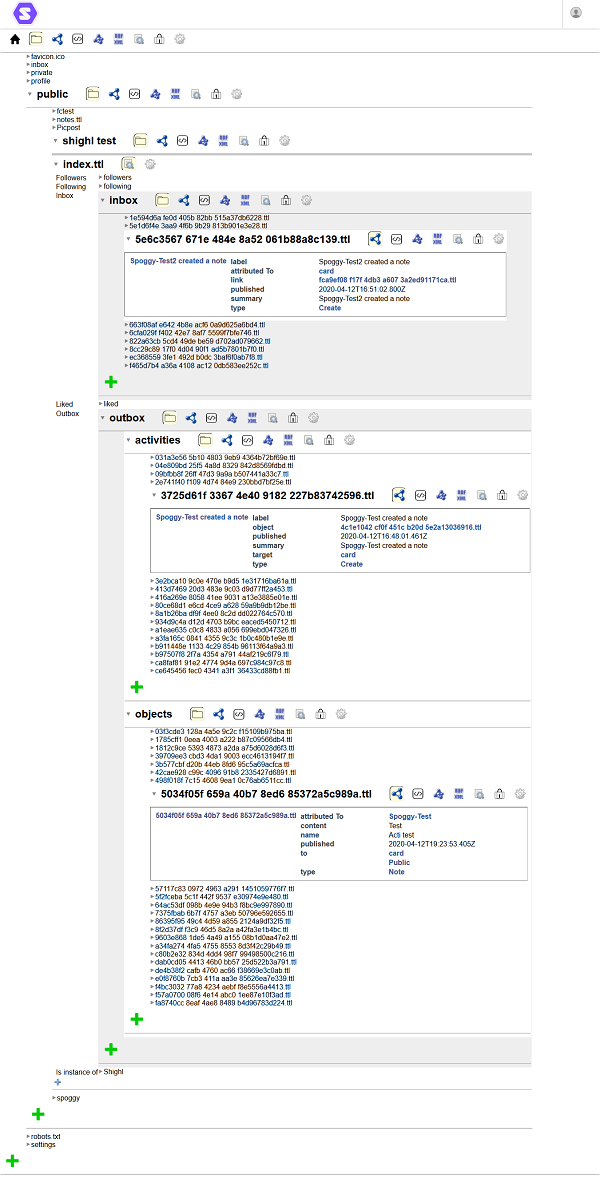 favicon.ico
inbox
private
profile
public
fctest
notes.ttl
Picpost
shighl test
index.ttl
Followers followers
Following following
Inbox inbox
1e594d6a fe0d 405b 82bb 515a37db6228.ttl
5e1d6f4e 3aa9 4f6b 9b29 813b901e3e28.ttl
5e6c3567 671e 484e 8a52 061b88a8c139.ttl
Spoggy-Test2 created a note label Spoggy-Test2 created a note
attributed To card
link fca9ef08 f17f 4db3 a607 3a2ed91171ca.ttl
published 2020-04-12T16:51:02.800Z
summary Spoggy-Test2 created a note
type Create
663f08af e642 4b8e acf6 0a9d625a6bd4.ttl
6cfa029f f402 42e7 8af7 5599f7bfe746.ttl
822a63cb 5cd4 49de be59 d702ad079662.ttl
8cc29c89 17f0 4d04 90f1 ad5b7801b7f0.ttl
ec368559 3fe1 492d b0dc 3baf6f0ab7f8.ttl
f465d7b4 a36a 4108 ac12 0db583ee252c.ttl
Liked liked
Outbox outbox
activities
031a3e56 5b10 4803 9eb9 4364b72bf69e.ttl
04e809bd 25f5 4a8d 8329 842d8569fdbd.ttl
09bfbb8f 26ff 47d3 9a9a b507441a33c7.ttl
2e741f40 f109 4d74 84e9 230bbd7bf25e.ttl
3725d61f 3367 4e40 9182 227b83742596.ttl
Spoggy-Test created a note label Spoggy-Test created a note
object 4c1e1042 cf0f 451c b20d 5e2a13036916.ttl
published 2020-04-12T16:48:01.461Z
summary Spoggy-Test created a note
target card
type Create
3e2bca10 9c0e 470e b9d5 1e31716ba61a.ttl
413d7469 20d3 483e 9c03 d9d77ff2a453.ttl
416a269e 8058 41ee 9031 a13e3885e01e.ttl
80ce68d1 e6cd 4ce9 a628 59a9b9db12be.ttl
8a1b26ba df9f 4ee0 8c2d dd022764c570.ttl
934d9c4a d12d 4703 b9bc eaced5450712.ttl
a1eae635 c0c8 4833 a056 699ebd047326.ttl
a3fa165c 0841 4355 9c3c 1b0c480b1e9e.ttl
b911448e 1133 4c29 854b 96113f64a9a3.ttl
b97507f8 2f7a 4354 a791 44af219c6f79.ttl
ca8faf81 91e2 4774 9d4a 697c984c97c8.ttl
ce645456 fec0 4341 a3f1 36433cd88fb1.ttl
objects
03f3cde3 128a 4a5e 9c2c f15109b975ba.ttl
1785cff1 0eea 4003 a222 b87c09566db4.ttl
1812c9ce 5393 4873 a2da a75d6028d6f3.ttl
39709ee3 cbd3 4da1 9003 ecc4613194f7.ttl
3b577cbf d20b 44eb 8fd6 95c5a69acfca.ttl
42cae928 c99c 4096 91b8 2335427d6891.ttl
498f018f 7c15 4608 9ea1 0c76ab6511cc.ttl
5034f05f 659a 40b7 8ed6 85372a5c989a.ttl
5034f05f 659a 40b7 8ed6 85372a5c989a.ttl attributed To Spoggy-Test
content Test
name Acti test
published 2020-04-12T19:23:53.405Z
to card
Public
type Note
57117c83 0972 4963 a291 1451059776f7.ttl
5f2fceba 5c1f 442f 9537 e30974e9e480.ttl
64ac53df 098b 4e9e 94b3 f8bc9e997890.ttl
7375fbab 6b7f 4757 a3eb 50796e592655.ttl
86395f95 49c4 4d59 a855 2124a9df32f5.ttl
8f2d37df f3c9 46d5 8a2a a42fa3e1b4bc.ttl
9603e868 1de5 4a49 a155 08b1d0aa47e2.ttl
a34fa274 4fa5 4755 8553 8d3f42c29b49.ttl
c80b2e32 834d 4dd4 98f7 99498500c216.ttl
dab0cd05 4413 46b0 bb57 25d522b3a791.ttl
de4b38f2 cafb 4760 ac66 f38669e3c0ab.ttl
e0f8760b 7cb3 411a aa3e 85626ea7e339.ttl
f4bc3032 77a8 4234 aebf f8e5556a4413.ttl
f57a0700 08f6 4e14 abc0 1ee87e10f3ad.ttl
fa8740cc 8eaf 4ae8 8489 b4d96783d224.ttl
Is instance of Shighl
spoggy
robots.txt
settings